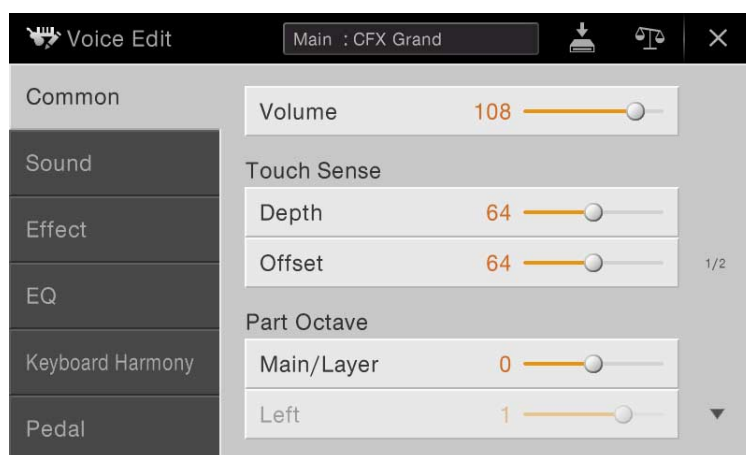 Voice Edit
Main : CFX Grand
Common
Sound
Effect
EQ
Keyboard Harmony
Pedal
Volume 108
Touch Sense
Depth 64
Offset 64
1/2
Part Octave
Main/Layer 0
Left 1